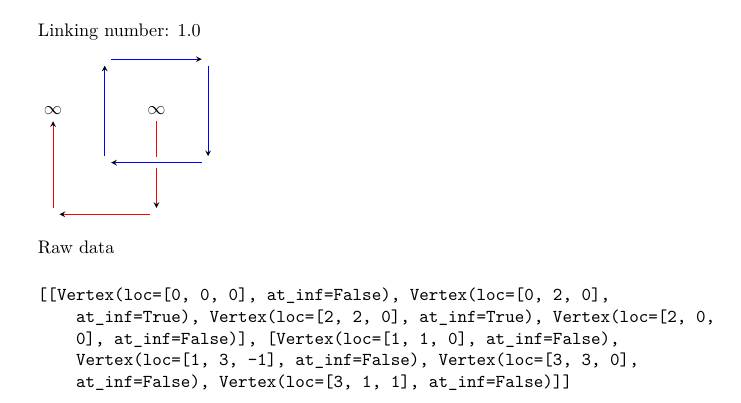 Linking number: 1.0
∞ ∞
Raw data
[[Vertex(loc=[0, 0, 0], at_inf=False), Vertex(loc=[0, 2, 0],
at_inf=True), Vertex(loc=[2, 2, 0], at_inf=True), Vertex(loc=[2, 0,
0], at_inf=False)], [Vertex(loc=[1, 1, 0], at_inf=False),
Vertex(loc=[1, 3, -1], at_inf=False), Vertex(loc=[3, 3, 0],
at_inf=False), Vertex(loc=[3, 1, 1], at_inf=False)]]